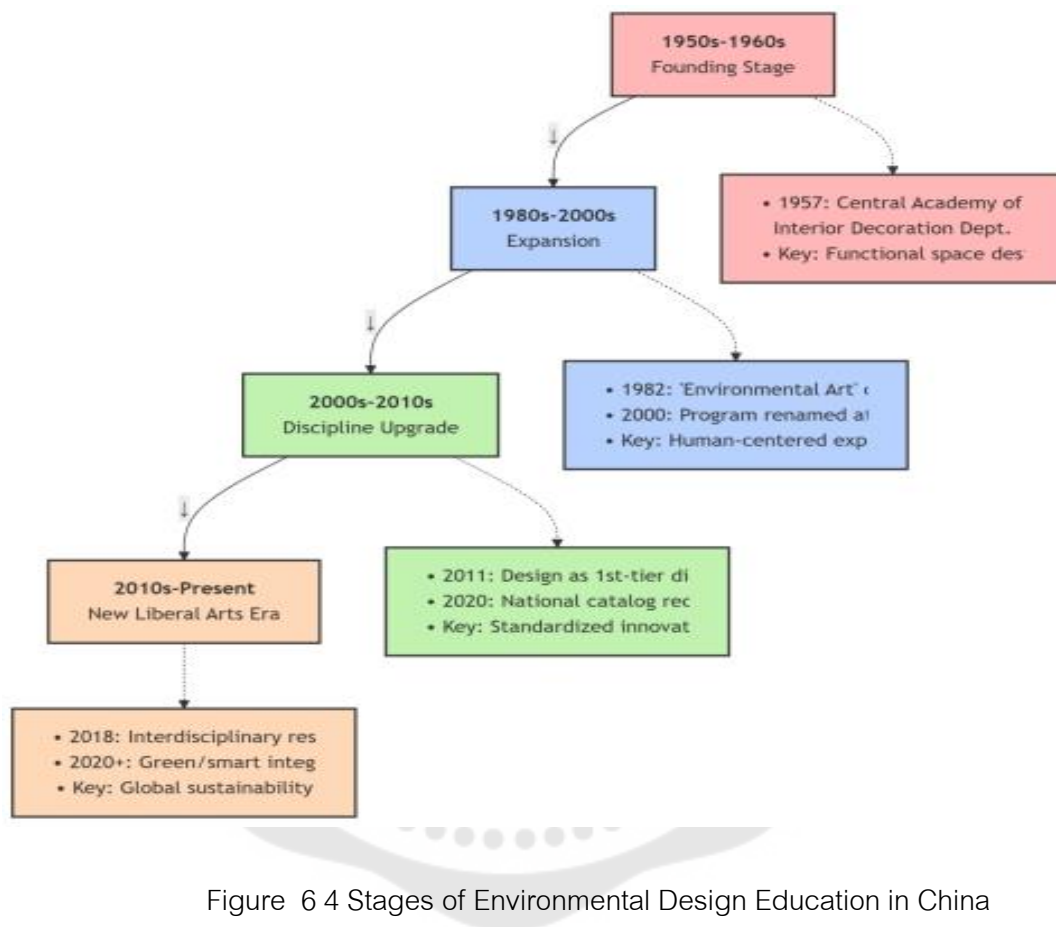 1950s-1960s
Founding Stage
↓
• 1957: Central Academy of
Interior Decoration Dept.
• Key: Functional space des
1980s-2000s
Expansion
↓
• 1982: 'Environmental Art'
• 2000: Program renamed
• Key: Human-centered exp
2000s-2010s
Discipline Upgrade
↓
• 2011: Design as 1st-tier di
• 2020: National catalog rec
• Key: Standardized innovat
2010s-Present
New Liberal Arts Era
• 2018: Interdisciplinary res
• 2020+: Green/smart integ
• Key: Global sustainability
Figure 6 4 Stages of Environmental Design Education in China